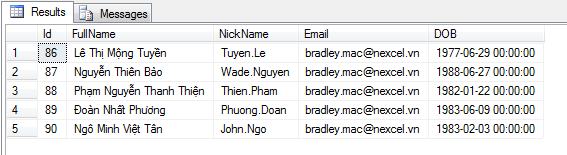 Results Messages
Id FullName NickName Email DOB
1 86 Lê Thị Mộng Tuyền Tuyen.Le bradley.mac@nexcel.vn 1977-06-29 00:00:00
2 87 Nguyễn Thiên Bảo Wade.Nguyen bradley.mac@nexcel.vn 1988-06-27 00:00:00
3 88 Phạm Nguyễn Thanh Thiện Thien.Pham bradley.mac@nexcel.vn 1982-01-22 00:00:00
4 89 Đoàn Nhất Phương Phuong.Doan bradley.mac@nexcel.vn 1983-06-09 00:00:00
5 90 Ngô Minh Việt Tân John.Ngo bradley.mac@nexcel.vn 1983-02-03 00:00:00